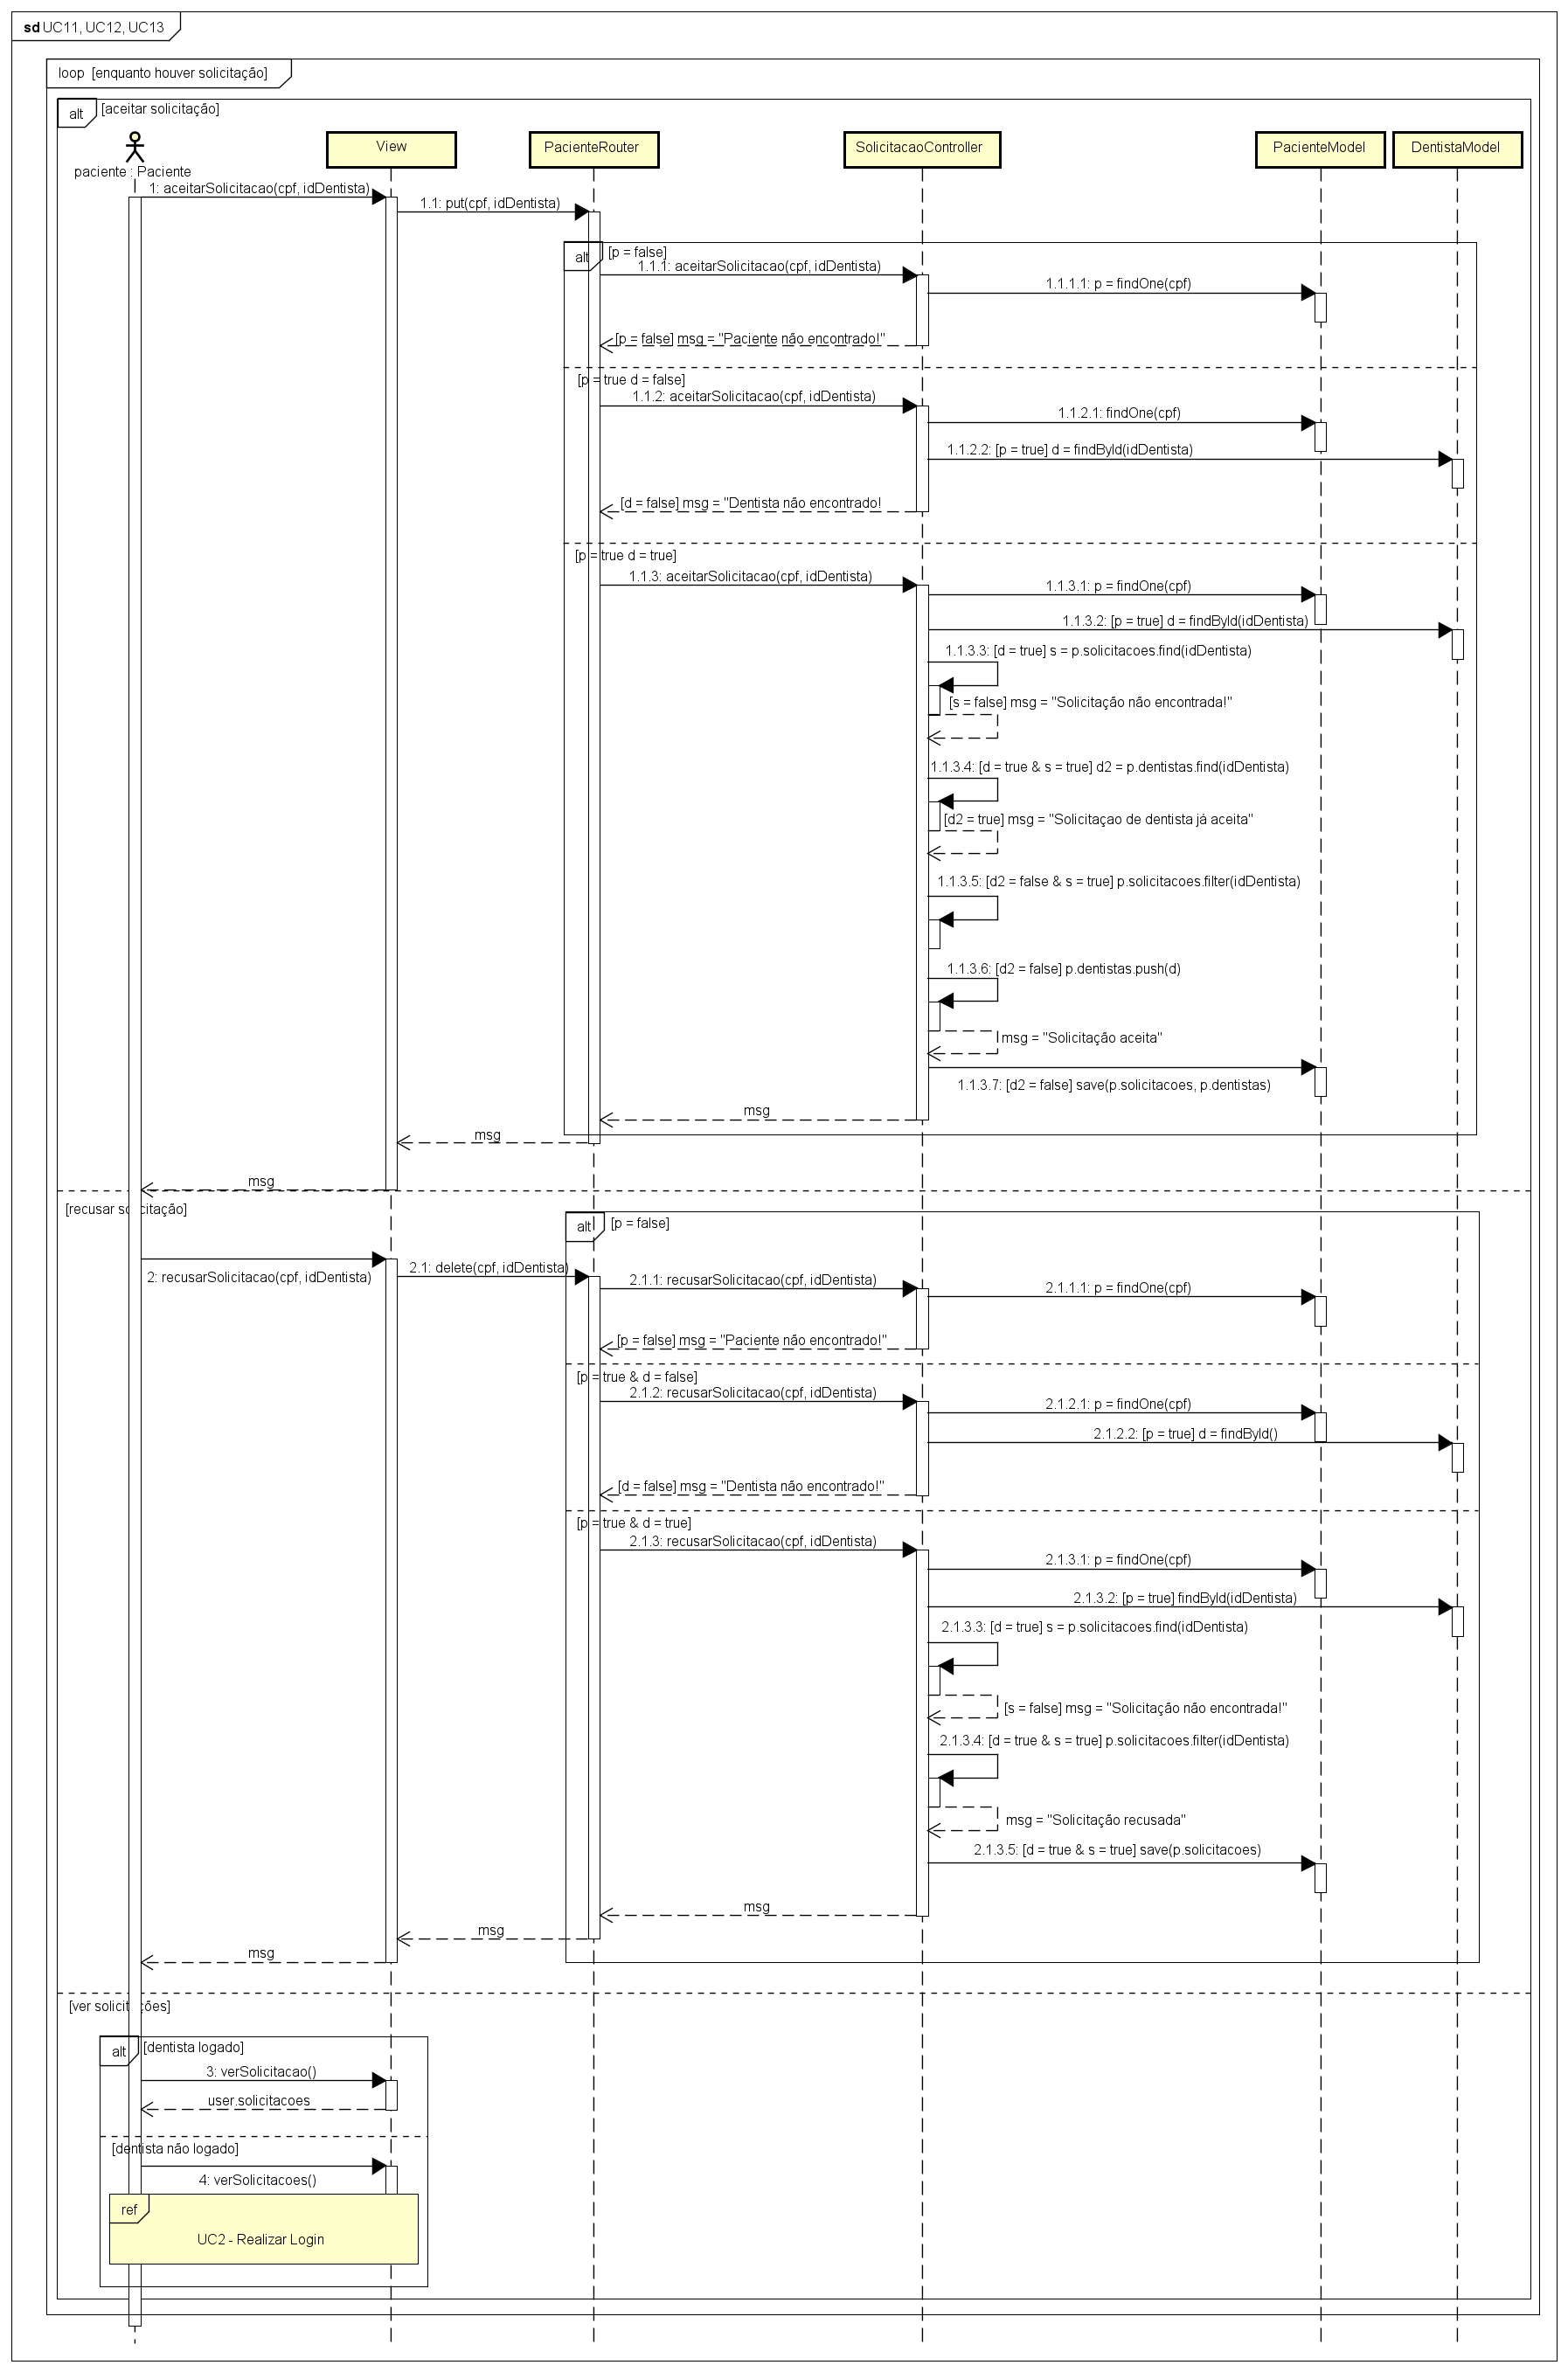 sd UC11, UC12, UC13
loop [enquanto houver solicitação]
alt [aceitar solicitação]
paciente : Paciente
View
PacienteRouter
SolicitacaoController
PacienteModel
DentistaModel
1: aceitarSolicitacao(cpf, idDentista)
1.1: put(cpf, idDentista)
alt [p = false]
1.1.1: aceitarSolicitacao(cpf, idDentista)
1.1.1.1: p = findOne(cpf)
[p = false] msg = "Paciente não encontrado!"
[p = true d = false]
1.1.2: aceitarSolicitacao(cpf, idDentista)
1.1.2.1: findOne(cpf)
1.1.2.2: [p = true] d = findById(idDentista)
[d = false] msg = "Dentista não encontrado!
[p = true d = true]
1.1.3: aceitarSolicitacao(cpf, idDentista)
1.1.3.1: p = findOne(cpf)
1.1.3.2: [p = true] d = findById(idDentista)
1.1.3.3: [d = true] s = p.solicitacoes.find(idDentista)
[s = false] msg = "Solicitação não encontrada!"
1.1.3.4: [d = true & s = true] d2 = p.dentistas.find(idDentista)
[d2 = true] msg = "Solicitaçao de dentista já aceita"
1.1.3.5: [d2 = false & s = true] p.solicitacoes.filter(idDentista)
1.1.3.6: [d2 = false] p.dentistas.push(d)
msg = "Solicitação aceita"
1.1.3.7: [d2 = false] save(p.solicitacoes, p.dentistas)
msg
msg
msg
[recusar solicitação]
alt [p = false]
2: recusarSolicitacao(cpf, idDentista)
2.1: delete(cpf, idDentista)
2.1.1: recusarSolicitacao(cpf, idDentista)
2.1.1.1: p = findOne(cpf)
[p = false] msg = "Paciente não encontrado!"
[p = true & d = false]
2.1.2: recusarSolicitacao(cpf, idDentista)
2.1.2.1: p = findOne(cpf)
2.1.2.2: [p = true] d = findById()
[d = false] msg = "Dentista não encontrado!"
[p = true & d = true]
2.1.3: recusarSolicitacao(cpf, idDentista)
2.1.3.1: p = findOne(cpf)
2.1.3.2: [p = true] findById(idDentista)
2.1.3.3: [d = true] s = p.solicitacoes.find(idDentista)
[s = false] msg = "Solicitação não encontrada!"
2.1.3.4: [d = true & s = true] p.solicitacoes.filter(idDentista)
msg = "Solicitação recusada"
2.1.3.5: [d = true & s = true] save(p.solicitacoes)
msg
msg
msg
[ver solicitações]
alt [dentista logado]
3: verSolicitacao()
user.solicitacoes
[dentista não logado]
4: verSolicitacoes()
ref
UC2 - Realizar Login